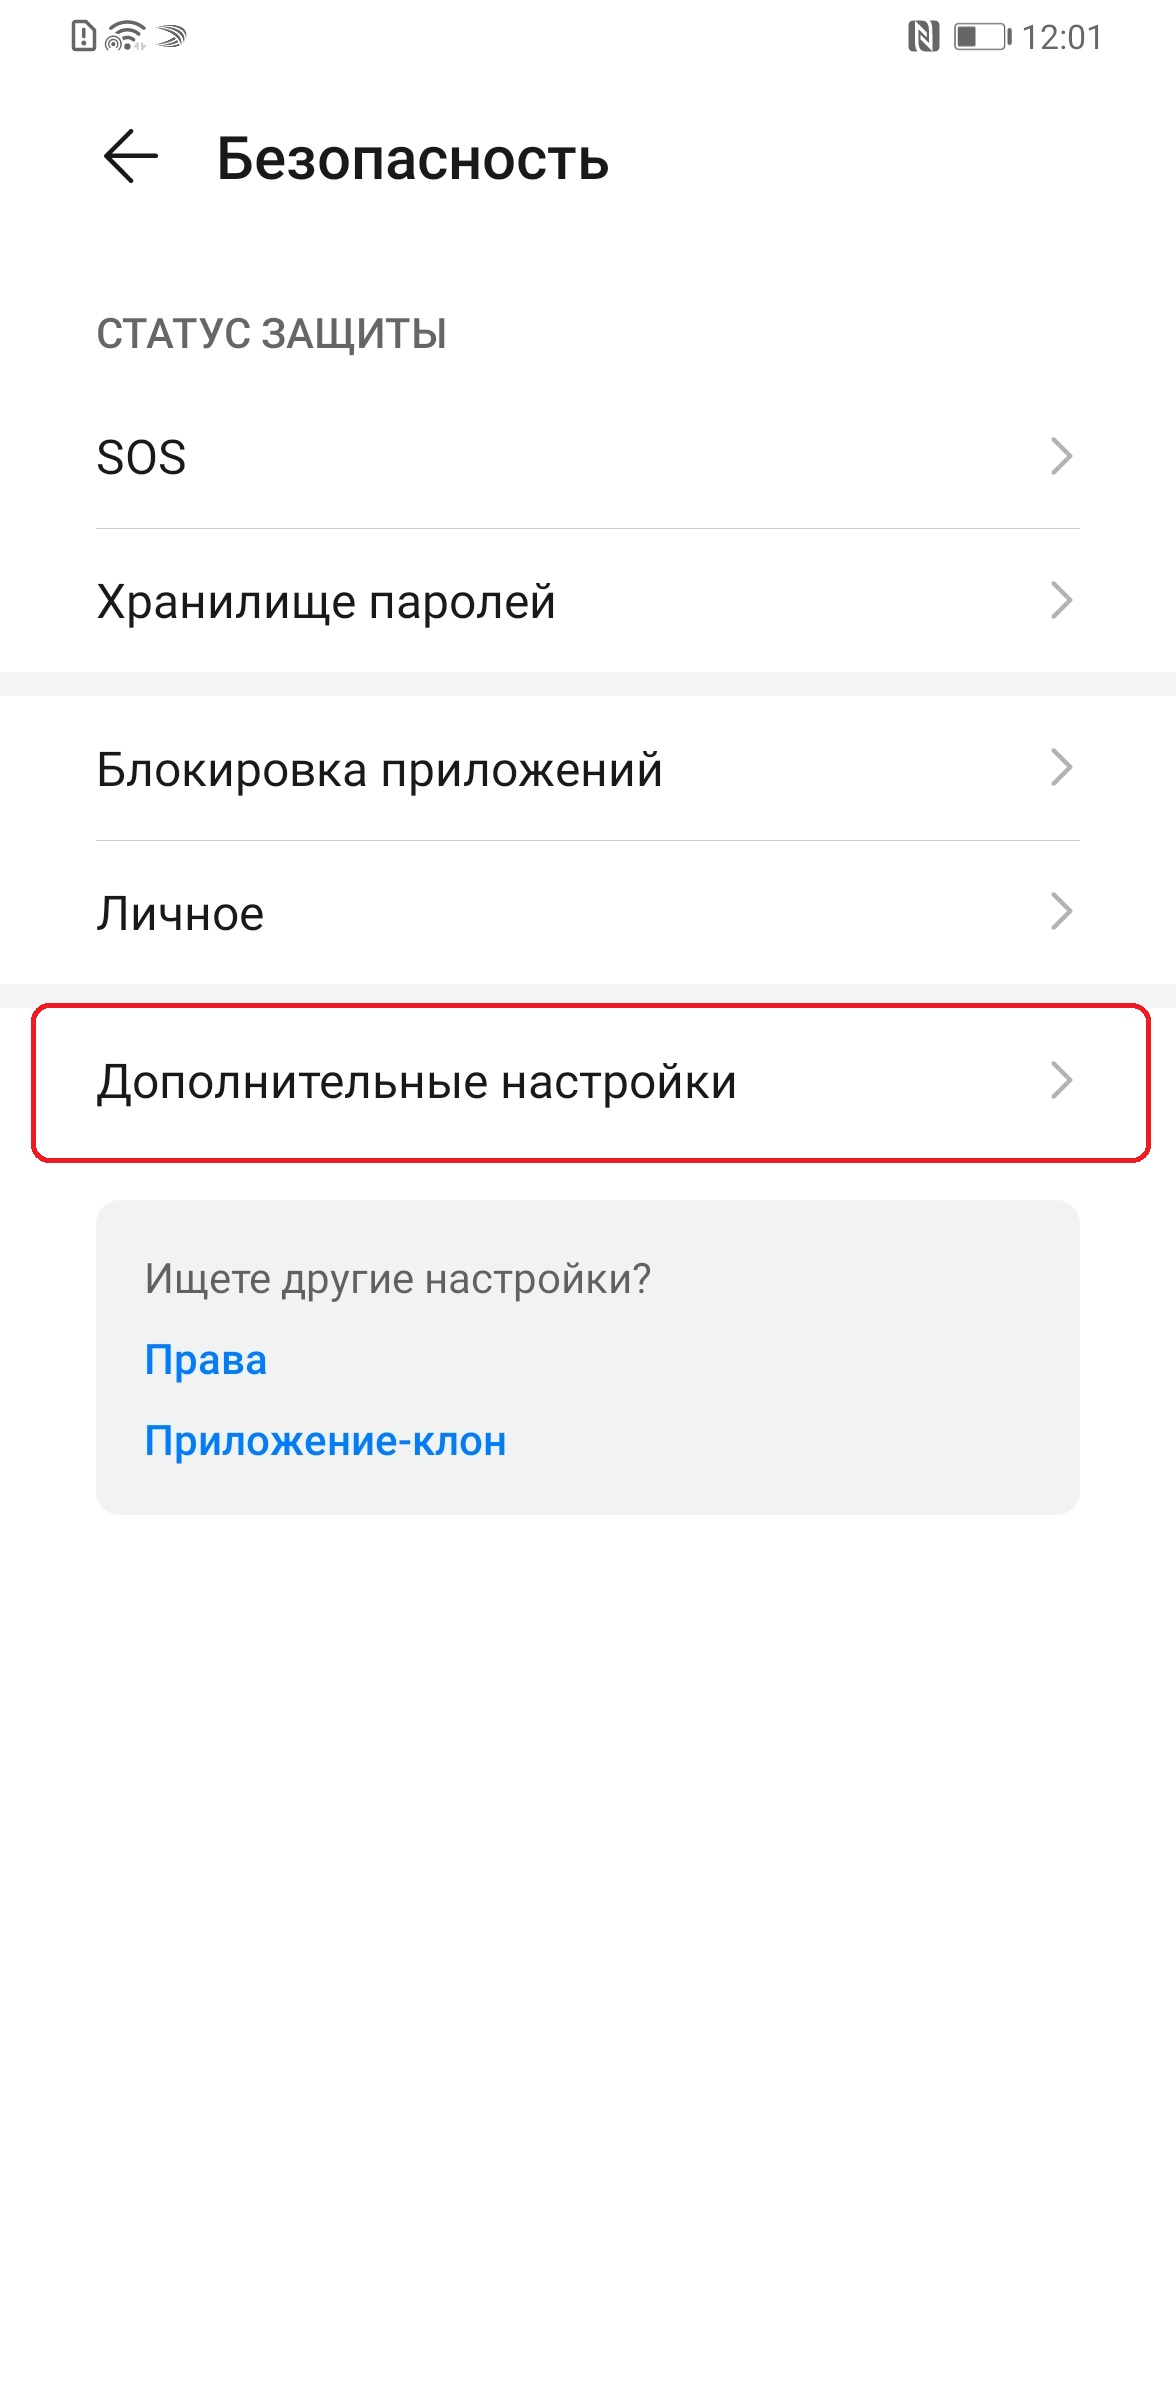 12:01
Безопасность
СТАТУС ЗАЩИТЫ
SOS
Хранилище паролей
Блокировка приложений
Личное
Дополнительные настройки
Ищете другие настройки?
Права
Приложение-клон